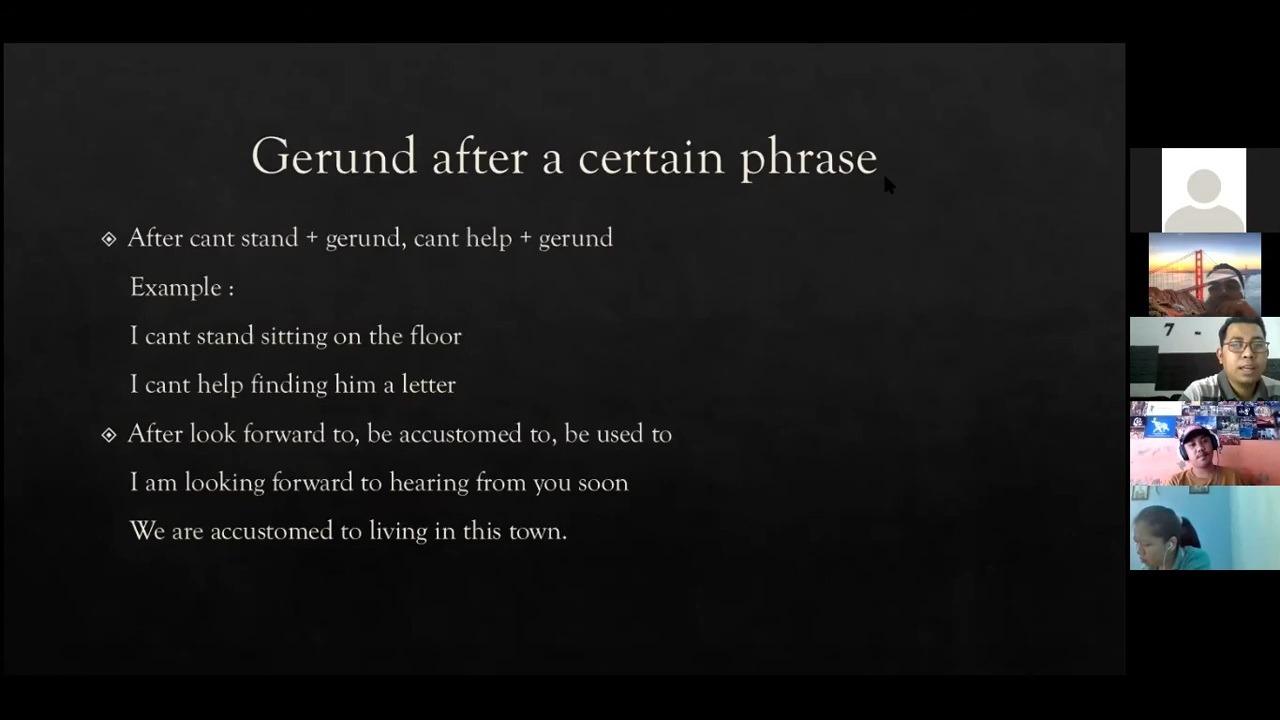 Gerund after a certain phrase
After cant stand + gerund, cant help + gerund
Example :
I cant stand sitting on the floor
I cant help finding him a letter
After look forward to, be accustomed to, be used to
I am looking forward to hearing from you soon
We are accustomed to living in this town.
7 -